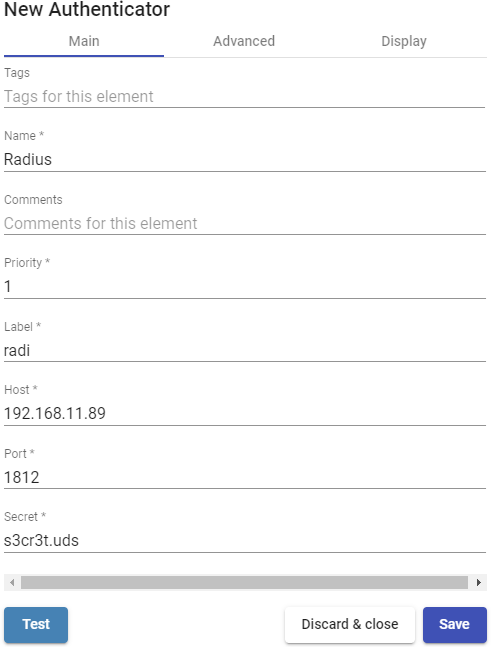 New Authenticator
Main Advanced Display
Tags
Tags for this element
Name *
Radius
Comments
Comments for this element
Priority *
1
Label *
radi
Host *
192.168.11.89
Port *
1812
Secret *
s3cr3t.uds
Test Discard & close Save